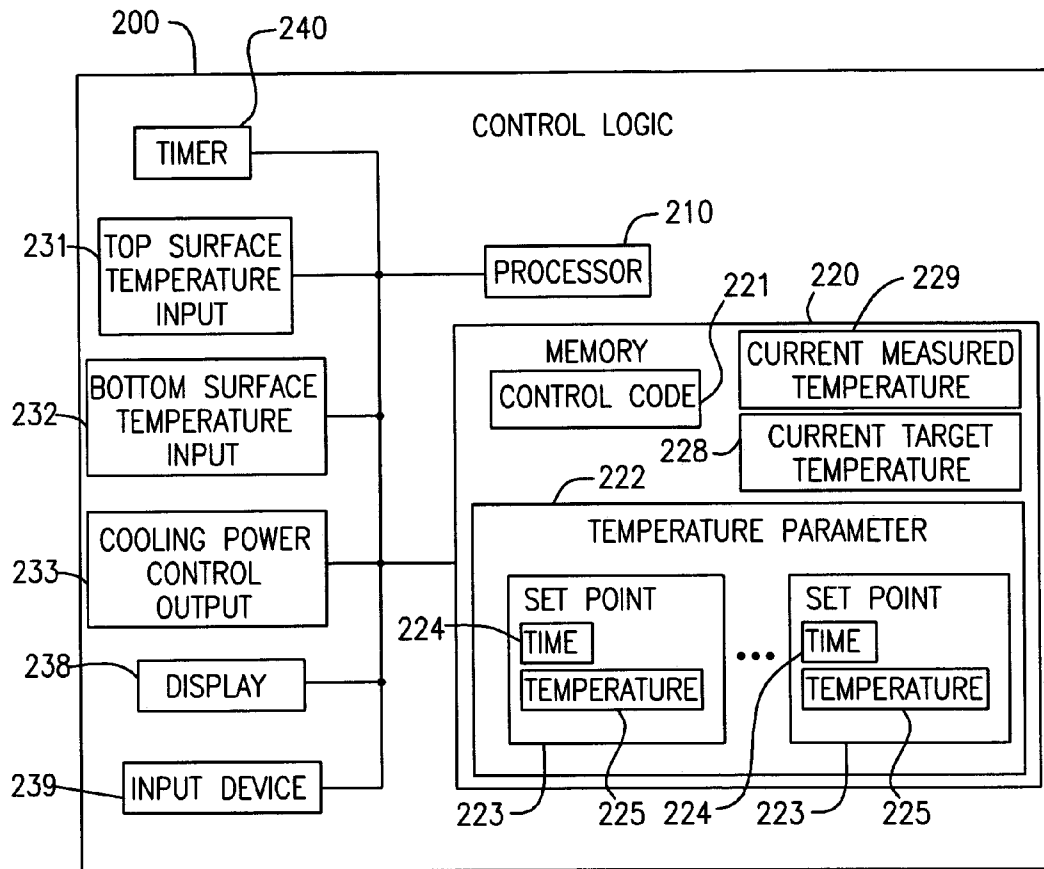 200
240
CONTROL LOGIC
TIMER
210
231
TOP SURFACE
TEMPERATURE
INPUT
PROCESSOR
221
220
229
MEMORY
CONTROL CODE
CURRENT MEASURED
TEMPERATURE
232
BOTTOM SURFACE
TEMPERATURE
INPUT
228
CURRENT TARGET
TEMPERATURE
222
TEMPERATURE PARAMETER
233
COOLING POWER
CONTROL
OUTPUT
SET POINT
224
TIME
TEMPERATURE
•••
SET POINT
TIME
TEMPERATURE
238
DISPLAY
239
INPUT DEVICE
223
225
224
223
225